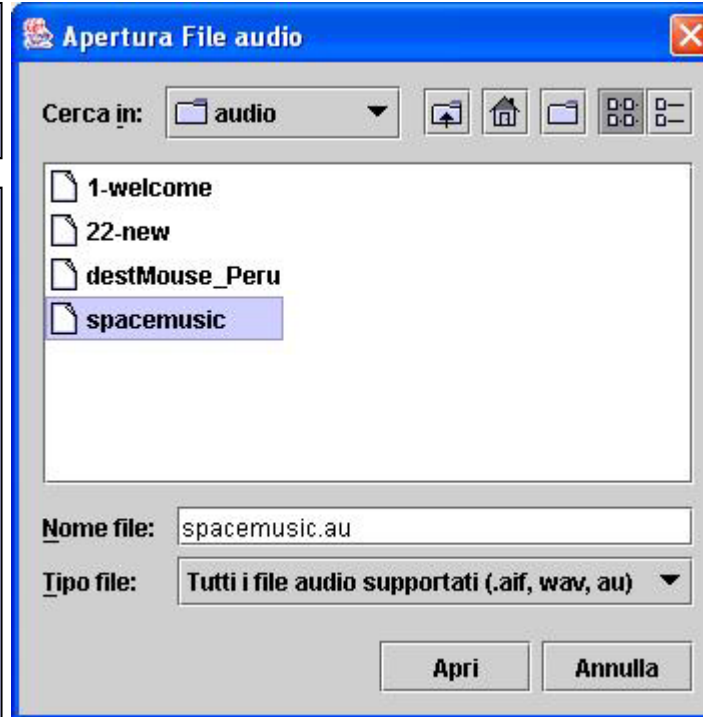 Apertura File audio
Cerca in: audio
1-welcome
22-new
destMouse_Peru
spacemusic
Nome file: spacemusic.au
Tipo file: Tutti i file audio supportati (.aif, wav, au)
Apri Annulla